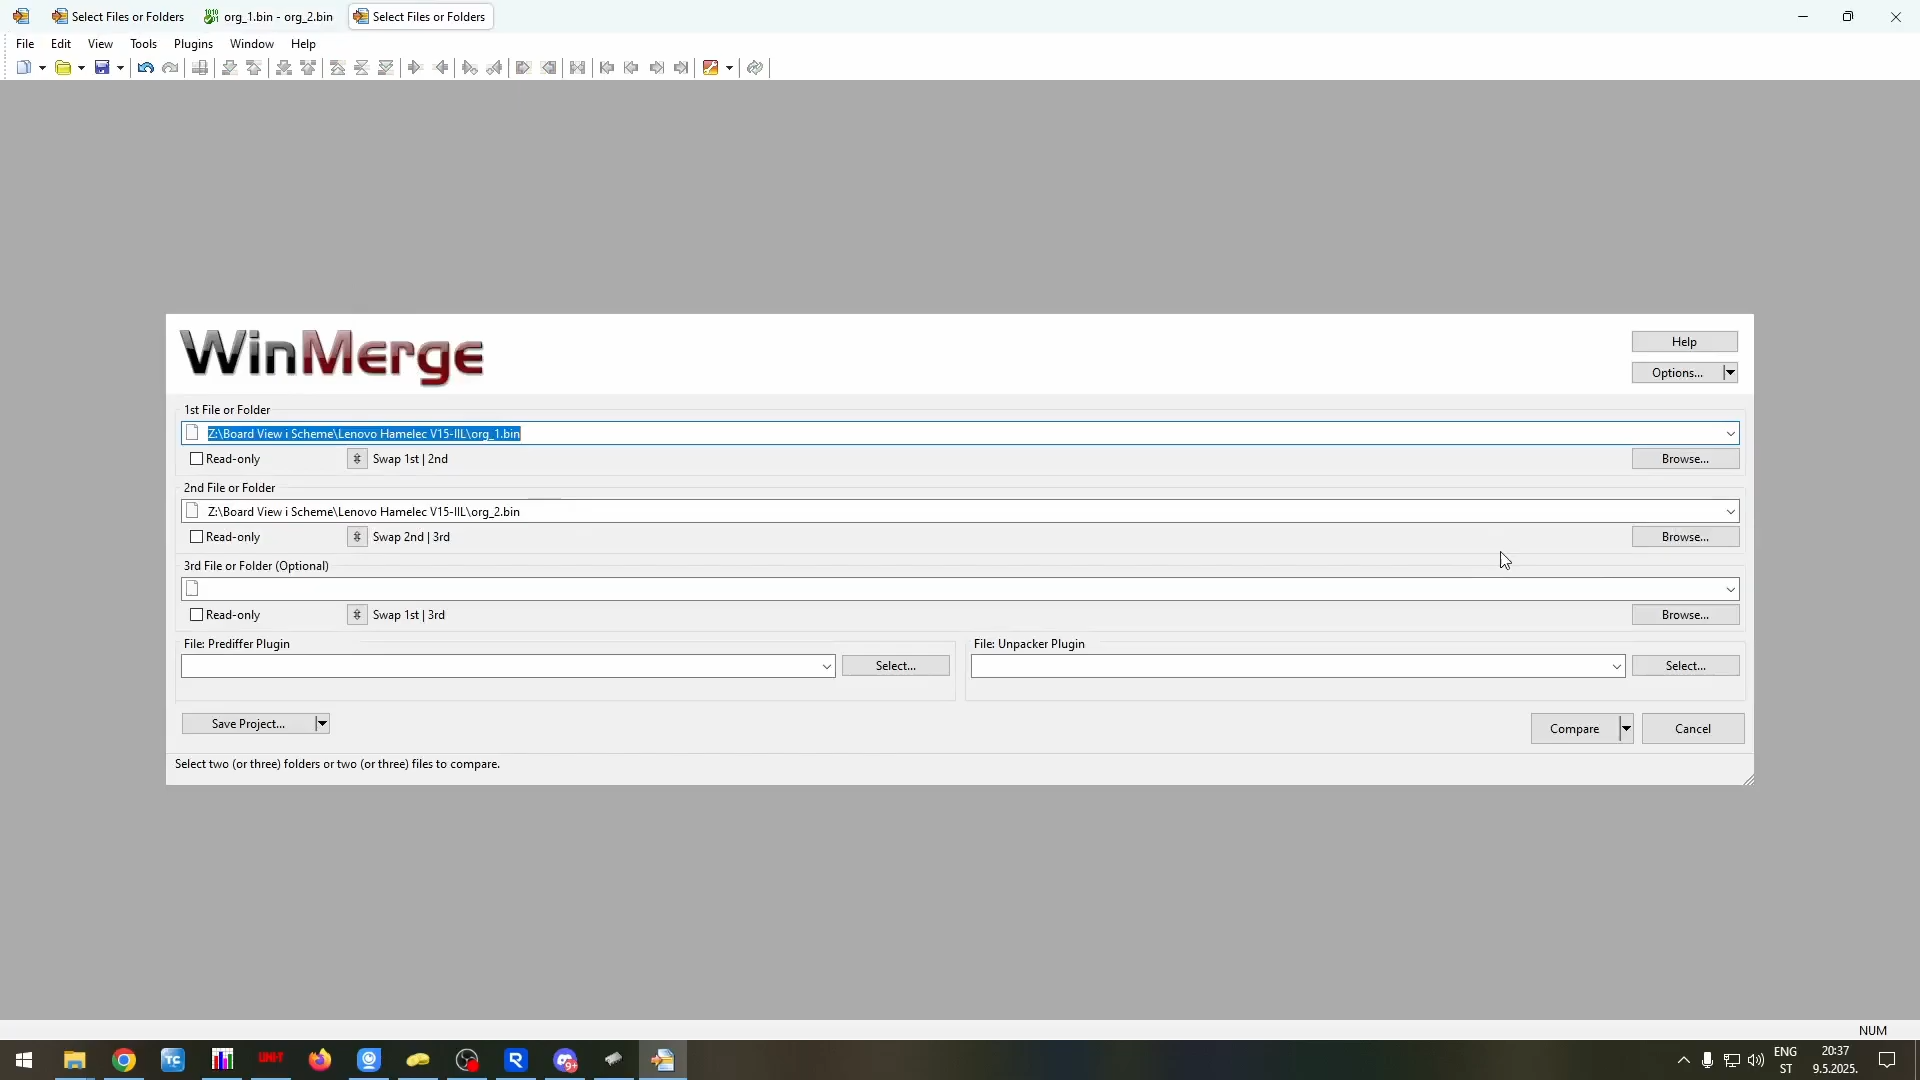 Select Files or Folders
org_1.bin - org_2.bin
Select Files or Folders
File Edit View Tools Plugins Window Help
WinMerge
Help
Options...
1st File or Folder
Z:\Board View i Scheme\Lenovo Hamelec V15-IIL\org_1.bin
Read-only
Swap 1st | 2nd
Browse...
2nd File or Folder
Z:\Board View i Scheme\Lenovo Hamelec V15-IIL\org_2.bin
Read-only
Swap 2nd | 3rd
Browse...
3rd File or Folder (Optional)
Read-only
Swap 1st | 3rd
Browse...
File: Prediffer Plugin
Select...
File: Unpacker Plugin
Select...
Save Project...
Compare
Cancel
Select two (or three) folders or two (or three) files to compare.
NUM
TC
UNI-T
R
9+
ENG
ST
20:37
9.5.2025.